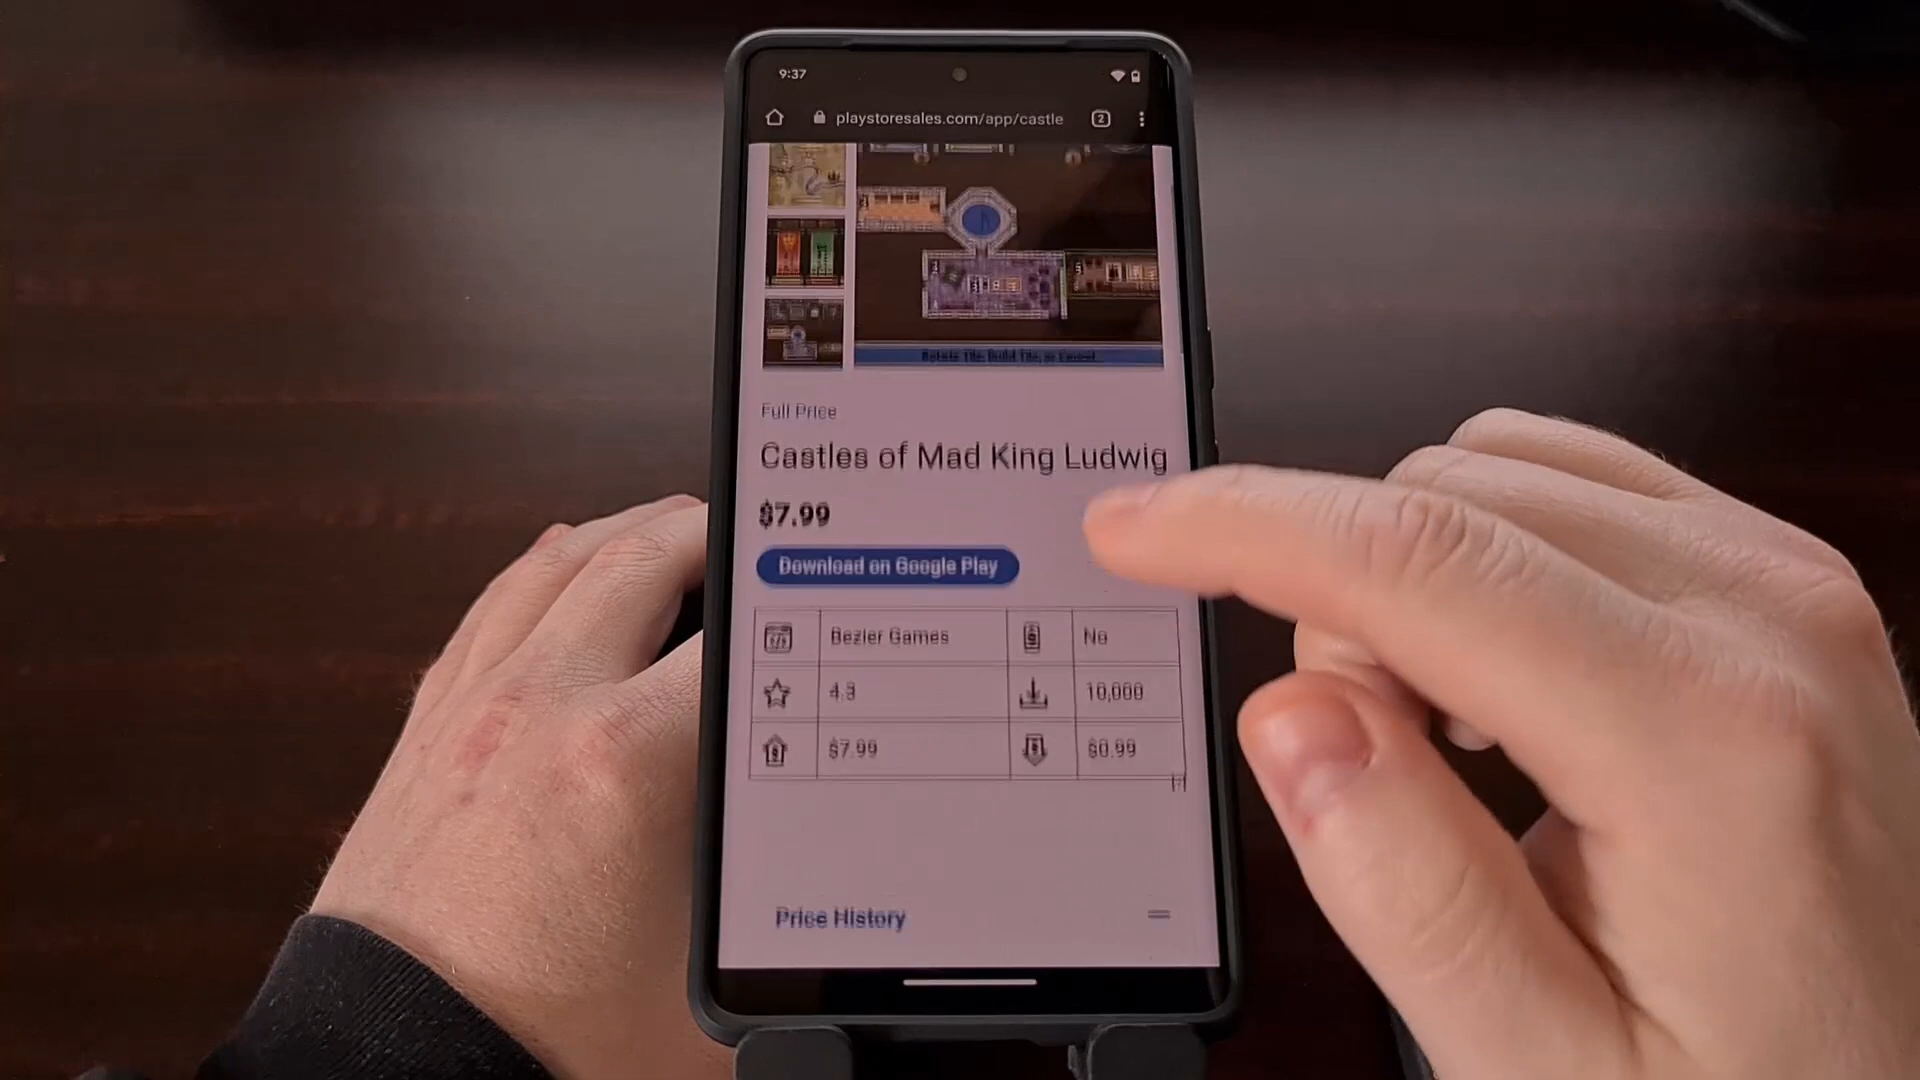 9:37
playstoresales.com/app/castle
2
Full Price
Castles of Mad King Ludwig
$7.99
Download on Google Play
Bezier Games
No
4.3
10,000
$7.99
$0.99
Price History